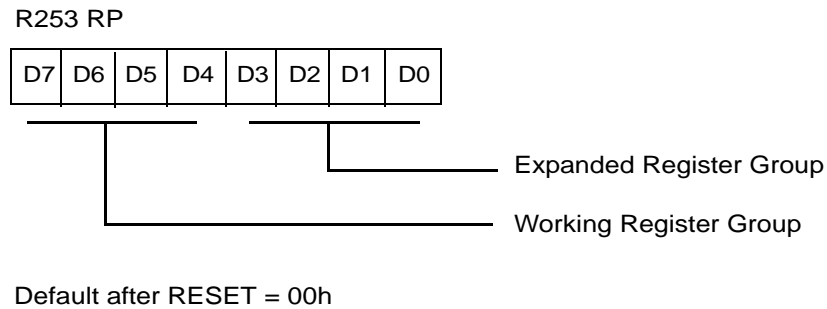 R253 RP
D7 D6 D5 D4 D3 D2 D1 D0
Expanded Register Group
Working Register Group
Default after RESET = 00h